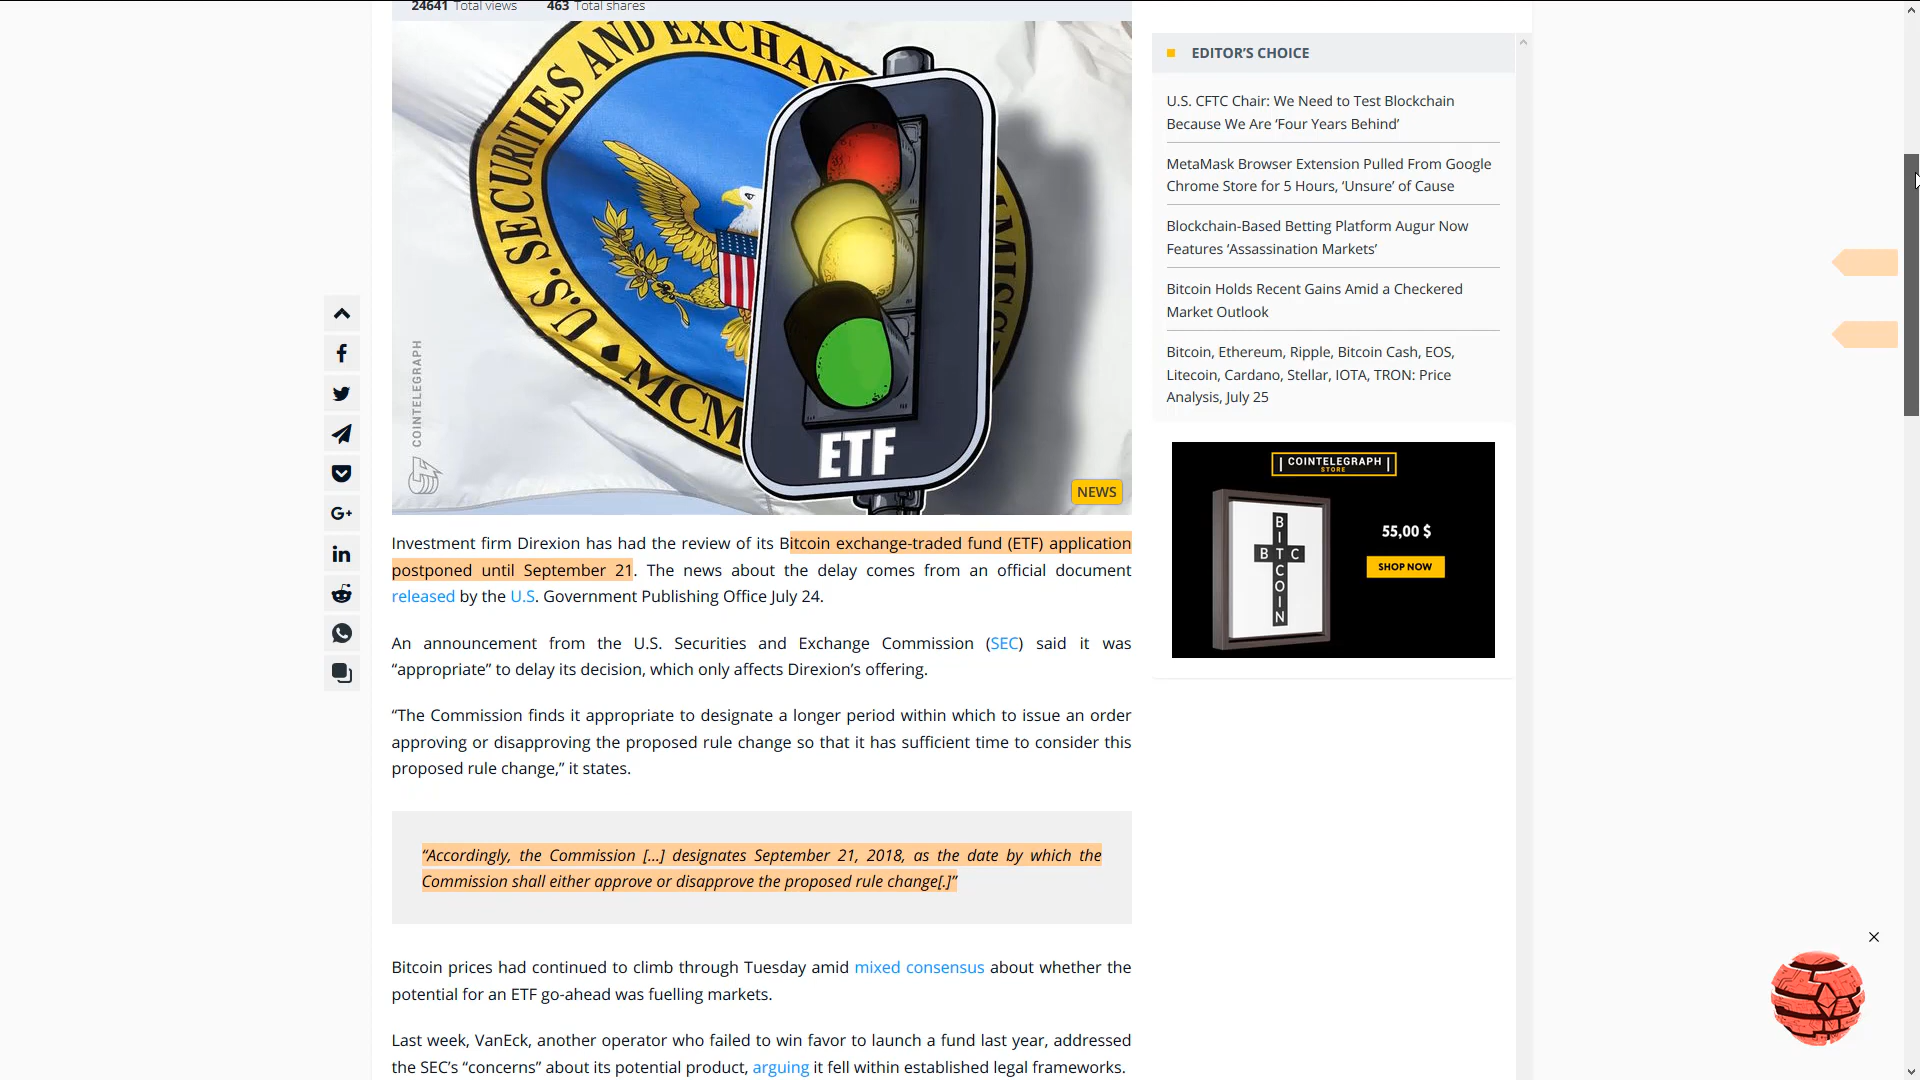 24641 Total views 463 Total shares
U.S. SECURITIES AND EXCHAN
MISSI
MCM
COINTELEGRAPH
ETF
NEWS
Investment firm Direxion has had the review of its Bitcoin exchange-traded fund (ETF) application
postponed until September 21. The news about the delay comes from an official document
released by the U.S. Government Publishing Office July 24.
An announcement from the U.S. Securities and Exchange Commission (SEC) said it was
“appropriate” to delay its decision, which only affects Direxion’s offering.
“The Commission finds it appropriate to designate a longer period within which to issue an order
approving or disapproving the proposed rule change so that it has sufficient time to consider this
proposed rule change,” it states.
“Accordingly, the Commission [...] designates September 21, 2018, as the date by which the
Commission shall either approve or disapprove the proposed rule change[.]”
Bitcoin prices had continued to climb through Tuesday amid mixed consensus about whether the
potential for an ETF go-ahead was fuelling markets.
Last week, VanEck, another operator who failed to win favor to launch a fund last year, addressed
the SEC’s “concerns” about its potential product, arguing it fell within established legal frameworks.
EDITOR’S CHOICE
U.S. CFTC Chair: We Need to Test Blockchain
Because We Are ‘Four Years Behind’
MetaMask Browser Extension Pulled From Google
Chrome Store for 5 Hours, ‘Unsure’ of Cause
Blockchain-Based Betting Platform Augur Now
Features ‘Assassination Markets’
Bitcoin Holds Recent Gains Amid a Checkered
Market Outlook
Bitcoin, Ethereum, Ripple, Bitcoin Cash, EOS,
Litecoin, Cardano, Stellar, IOTA, TRON: Price
Analysis, July 25
COINTELEGRAPH
STORE
BITCOIN
BTC
55,00 $
SHOP NOW